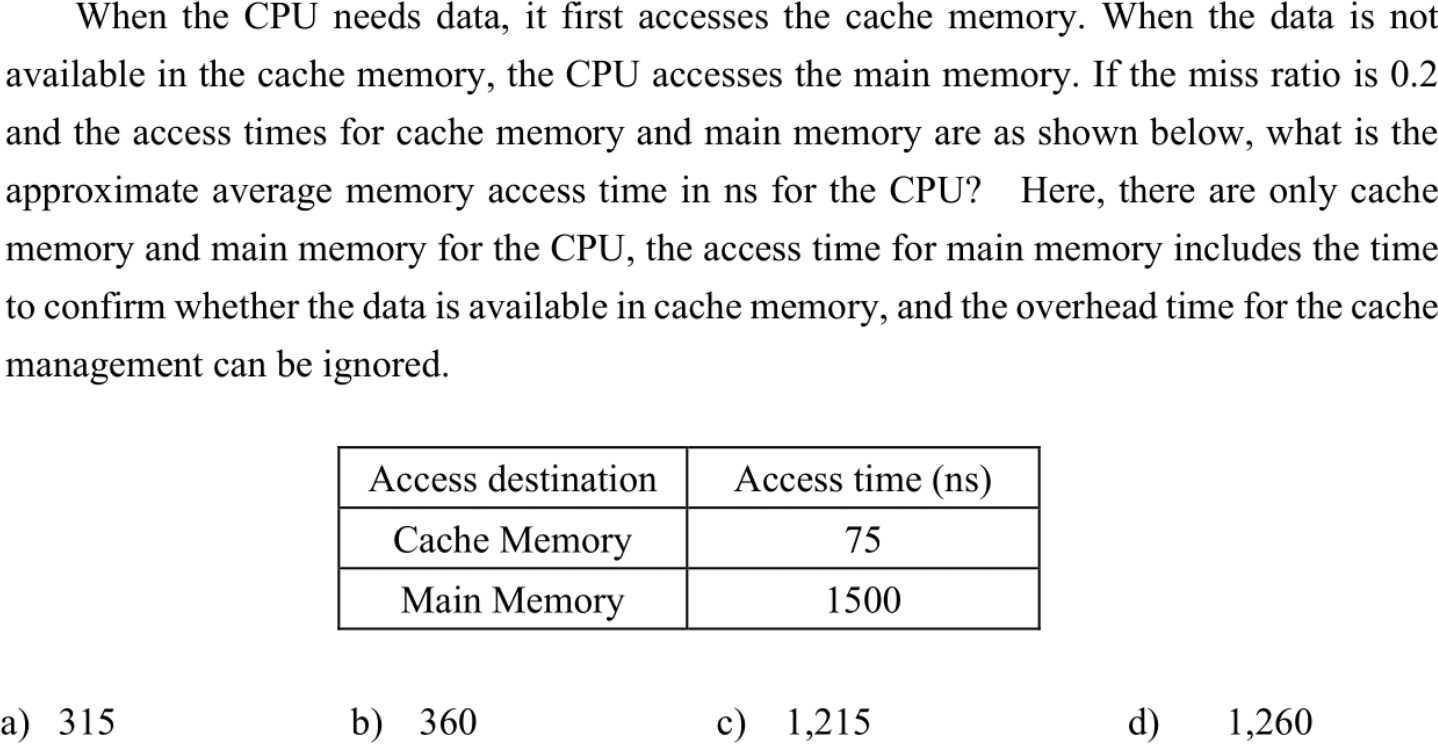 When the CPU needs data, it first accesses the cache memory. When the data is not
available in the cache memory, the CPU accesses the main memory. If the miss ratio is 0.2
and the access times for cache memory and main memory are as shown below, what is the
approximate average memory access time in ns for the CPU? Here, there are only cache
memory and main memory for the CPU, the access time for main memory includes the time
to confirm whether the data is available in cache memory, and the overhead time for the cache
management can be ignored.
Access destination Access time (ns)
Cache Memory 75
Main Memory 1500
a) 315 b) 360 c) 1,215 d) 1,260